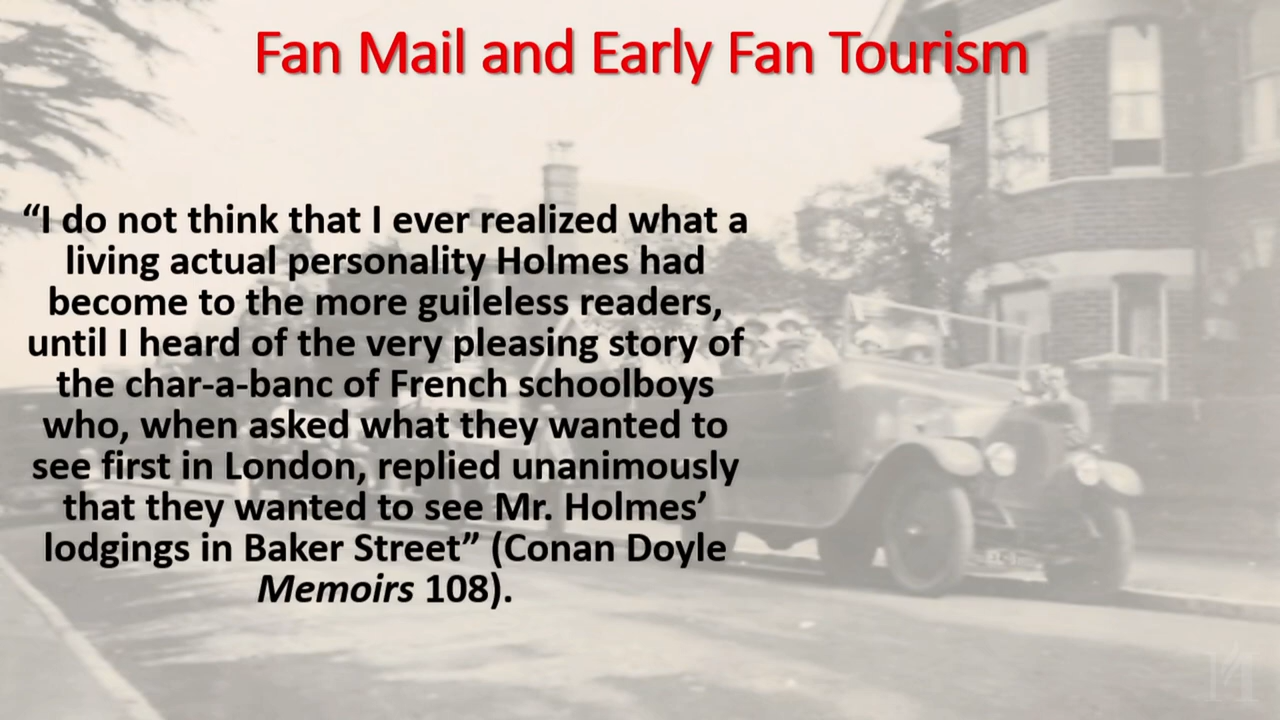 Fan Mail and Early Fan Tourism
“I do not think that I ever realized what a
living actual personality Holmes had
become to the more guileless readers,
until I heard of the very pleasing story of
the char-a-banc of French schoolboys
who, when asked what they wanted to
see first in London, replied unanimously
that they wanted to see Mr. Holmes’
lodgings in Baker Street” (Conan Doyle
Memoirs 108).